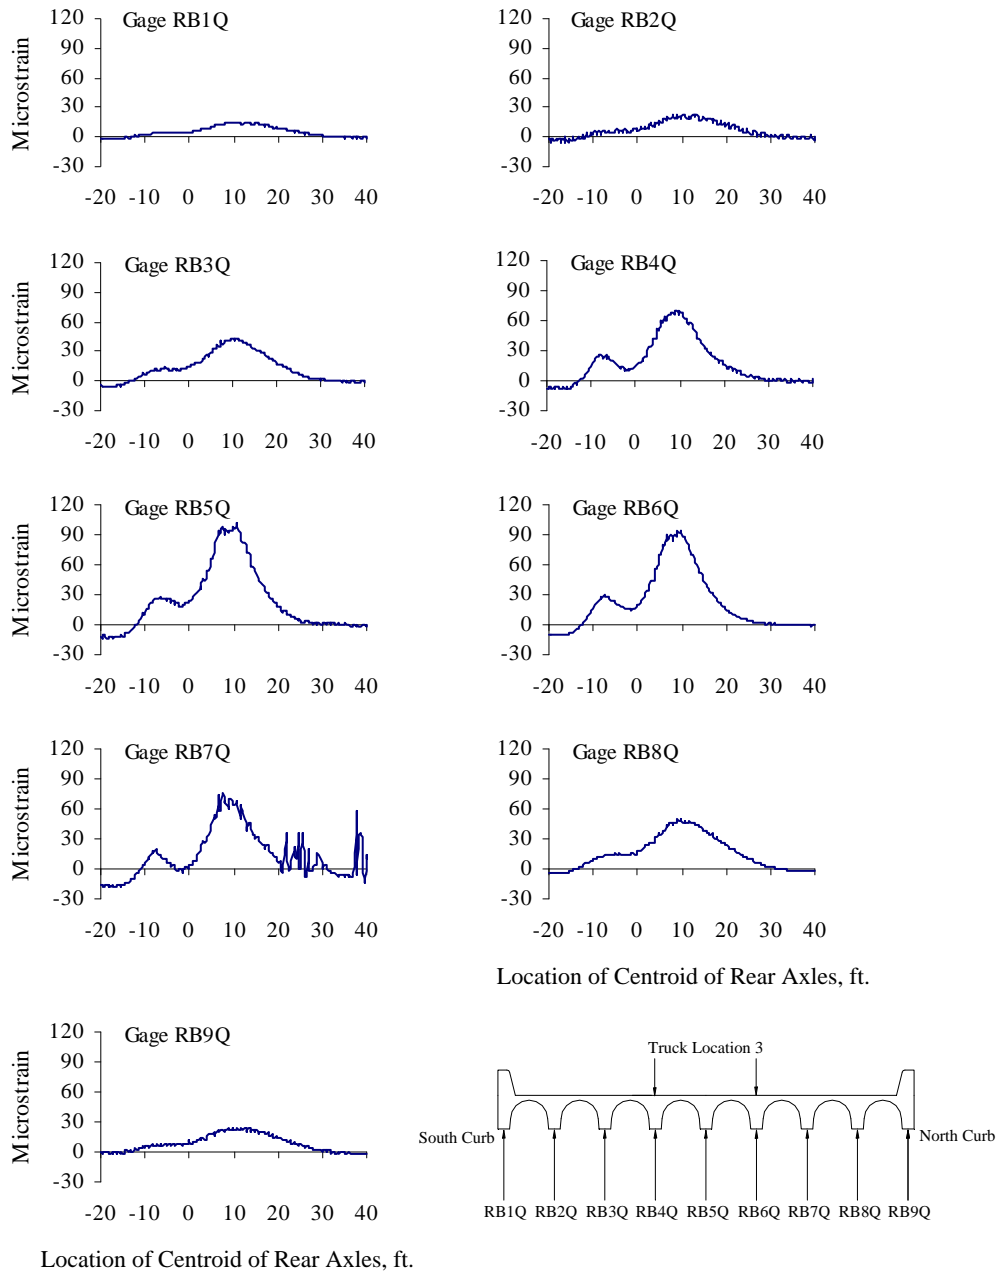 Gage RB1Q
Microstrain
120
90
60
30
0
-30
-20 -10 0 10 20 30 40
Gage RB2Q
120
90
60
30
0
-30
-20 -10 0 10 20 30 40
Gage RB3Q
Microstrain
120
90
60
30
0
-30
-20 -10 0 10 20 30 40
Gage RB4Q
120
90
60
30
0
-30
-20 -10 0 10 20 30 40
Gage RB5Q
Microstrain
120
90
60
30
0
-30
-20 -10 0 10 20 30 40
Gage RB6Q
120
90
60
30
0
-30
-20 -10 0 10 20 30 40
Gage RB7Q
Microstrain
120
90
60
30
0
-30
-20 -10 0 10 20 30 40
Gage RB8Q
120
90
60
30
0
-30
-20 -10 0 10 20 30 40
Location of Centroid of Rear Axles, ft.
Gage RB9Q
Microstrain
120
90
60
30
0
-30
-20 -10 0 10 20 30 40
Location of Centroid of Rear Axles, ft.
Truck Location 3
South Curb
North Curb
RB1Q RB2Q RB3Q RB4Q RB5Q RB6Q RB7Q RB8Q RB9Q